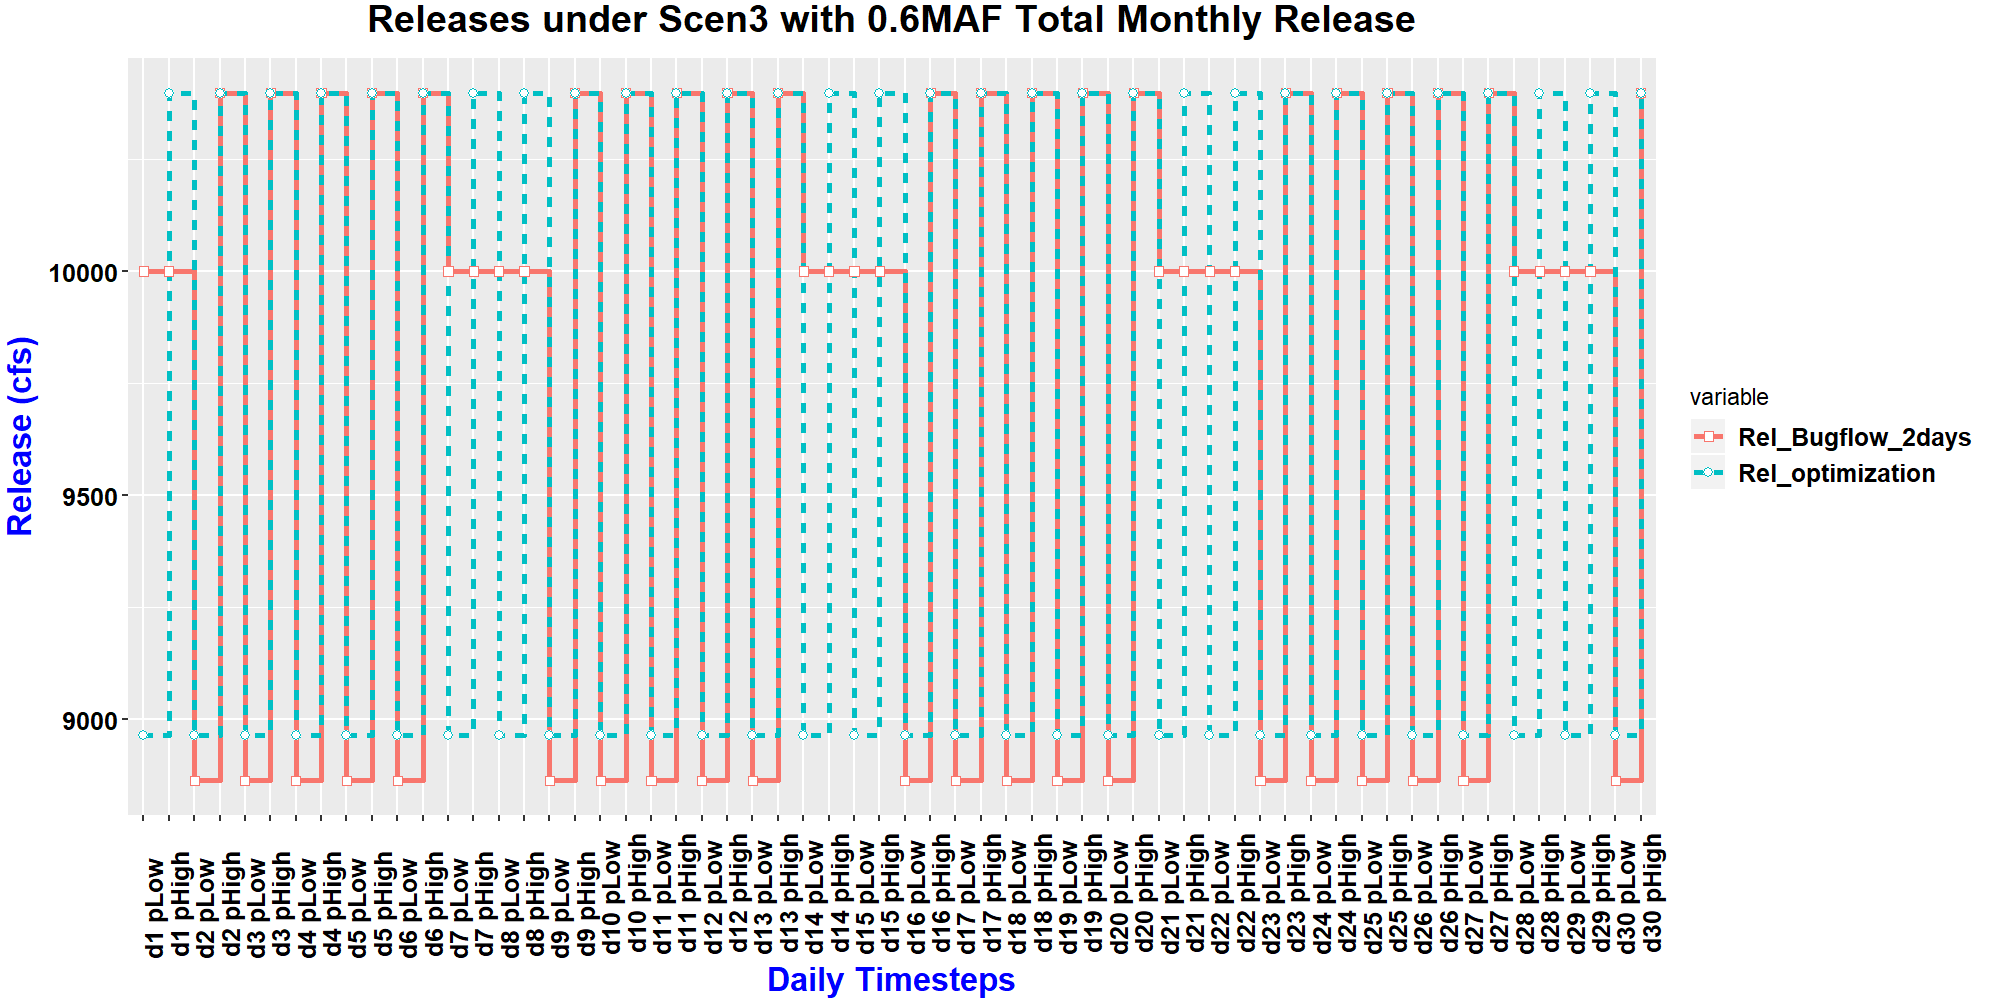 Releases under Scen3 with 0.6MAF Total Monthly Release
Release (cfs)
10000
9500
9000
d1 pLow
d1 pHigh
d2 pLow
d2 pHigh
d3 pLow
d3 pHigh
d4 pLow
d4 pHigh
d5 pLow
d5 pHigh
d6 pLow
d6 pHigh
d7 pLow
d7 pHigh
d8 pLow
d8 pHigh
d9 pLow
d9 pHigh
d10 pLow
d10 pHigh
d11 pLow
d11 pHigh
d12 pLow
d12 pHigh
d13 pLow
d13 pHigh
d14 pLow
d14 pHigh
d15 pLow
d15 pHigh
d16 pLow
d16 pHigh
d17 pLow
d17 pHigh
d18 pLow
d18 pHigh
d19 pLow
d19 pHigh
d20 pLow
d20 pHigh
d21 pLow
d21 pHigh
d22 pLow
d22 pHigh
d23 pLow
d23 pHigh
d24 pLow
d24 pHigh
d25 pLow
d25 pHigh
d26 pLow
d26 pHigh
d27 pLow
d27 pHigh
d28 pLow
d28 pHigh
d29 pLow
d29 pHigh
d30 pLow
d30 pHigh
Daily Timesteps
variable
Rel_Bugflow_2days
Rel_optimization